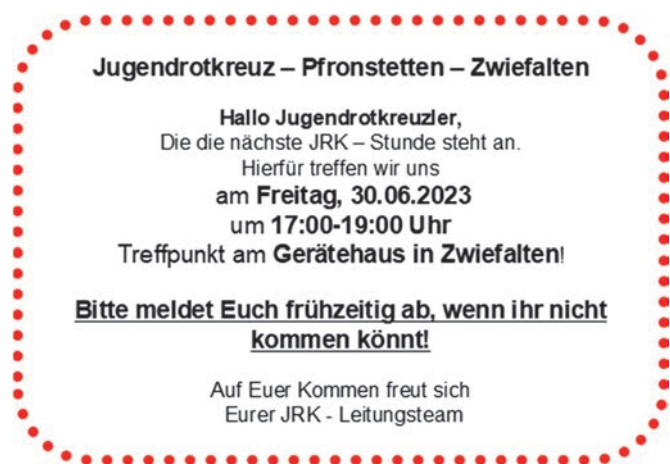 Jugendrotkreuz – Pfronstetten – Zwiefalten
Hallo Jugendrotkreuzler,
Die die nächste JRK – Stunde steht an.
Hierfür treffen wir uns
am Freitag, 30.06.2023
um 17:00-19:00 Uhr
Treffpunkt am Gerätehaus in Zwiefalten!
Bitte meldet Euch frühzeitig ab, wenn ihr nicht
kommen könnt!
Auf Euer Kommen freut sich
Eurer JRK - Leitungsteam